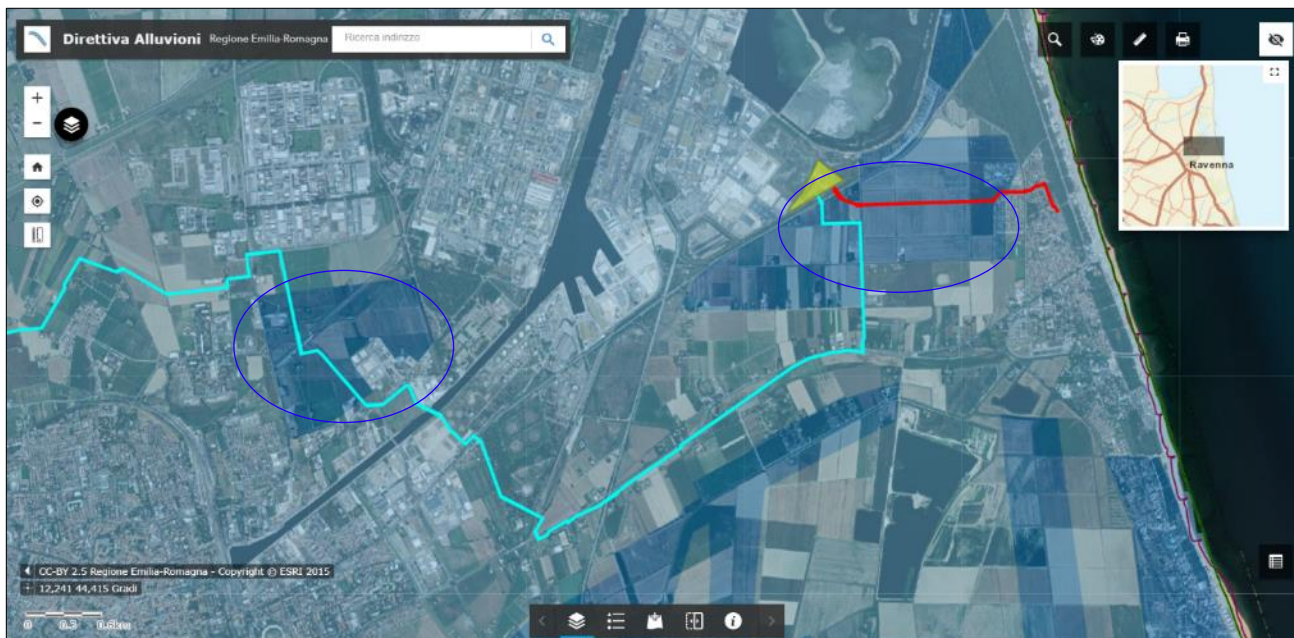 Direttiva Alluvioni Regione Emilia-Romagna Ricerca indirizzo
Ravenna
CC-BY 2.5 Regione Emilia-Romagna - Copyright © ESRI 2015
12,241 44,415 Gradi
0 0.3 0.6km